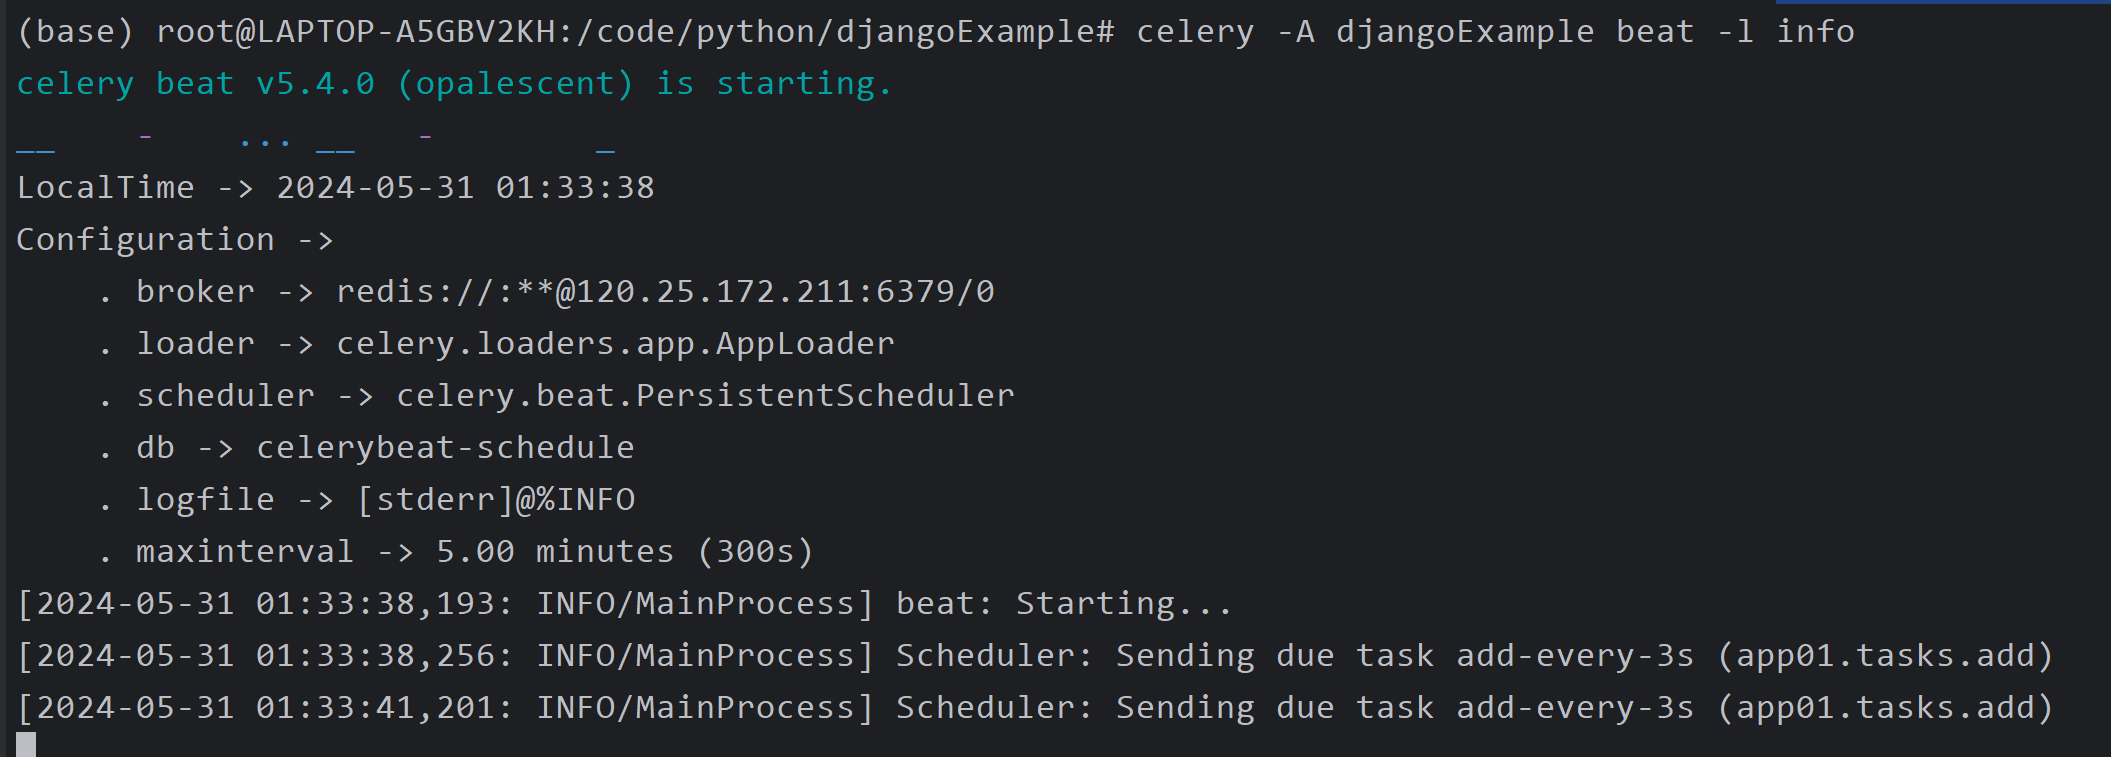 (base) root@LAPTOP-A5GBV2KH:/code/python/djangoExample# celery -A djangoExample beat -l info
celery beat v5.4.0 (opalescent) is starting.
__    -    ... __   -        _
LocalTime -> 2024-05-31 01:33:38
Configuration ->
    . broker -> redis://:**@120.25.172.211:6379/0
    . loader -> celery.loaders.app.AppLoader
    . scheduler -> celery.beat.PersistentScheduler
    . db -> celerybeat-schedule
    . logfile -> [stderr]@%INFO
    . maxinterval -> 5.00 minutes (300s)
[2024-05-31 01:33:38,193: INFO/MainProcess] beat: Starting...
[2024-05-31 01:33:38,256: INFO/MainProcess] Scheduler: Sending due task add-every-3s (app01.tasks.add)
[2024-05-31 01:33:41,201: INFO/MainProcess] Scheduler: Sending due task add-every-3s (app01.tasks.add)